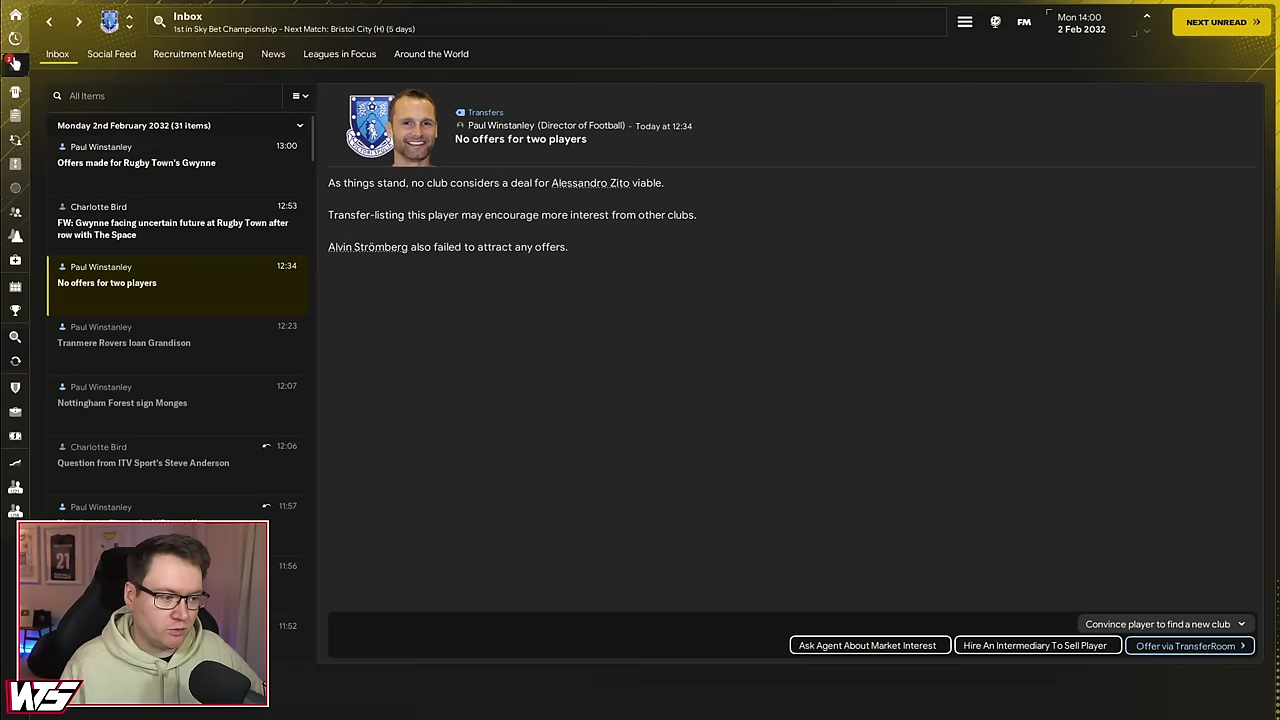 Inbox
1st in Sky Bet Championship - Next Match: Bristol City (H) (5 days)
FM
Mon 14:00
2 Feb 2032
NEXT UNREAD
Inbox
Social Feed
Recruitment Meeting
News
Leagues in Focus
Around the World
All Items
Monday 2nd February 2032 (31 items)
Paul Winstanley 13:00
Offers made for Rugby Town's Gwynne
Charlotte Bird 12:53
FW: Gwynne facing uncertain future at Rugby Town after
row with The Space
Paul Winstanley 12:34
No offers for two players
Paul Winstanley 12:23
Tranmere Rovers loan Grandison
Paul Winstanley 12:07
Nottingham Forest sign Monges
Charlotte Bird 12:06
Question from ITV Sport's Steve Anderson
Paul Winstanley 11:57
11:56
11:52
Transfers
Paul Winstanley (Director of Football) - Today at 12:34
No offers for two players
As things stand, no club considers a deal for Alessandro Zito viable.
Transfer-listing this player may encourage more interest from other clubs.
Alvin Strömberg also failed to attract any offers.
Convince player to find a new club
Ask Agent About Market Interest
Hire An Intermediary To Sell Player
Offer via TransferRoom
21
WTS